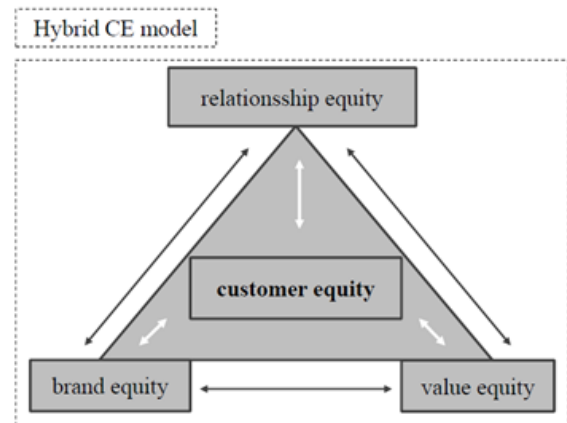 Hybrid CE model
relationsship equity
customer equity
brand equity
value equity